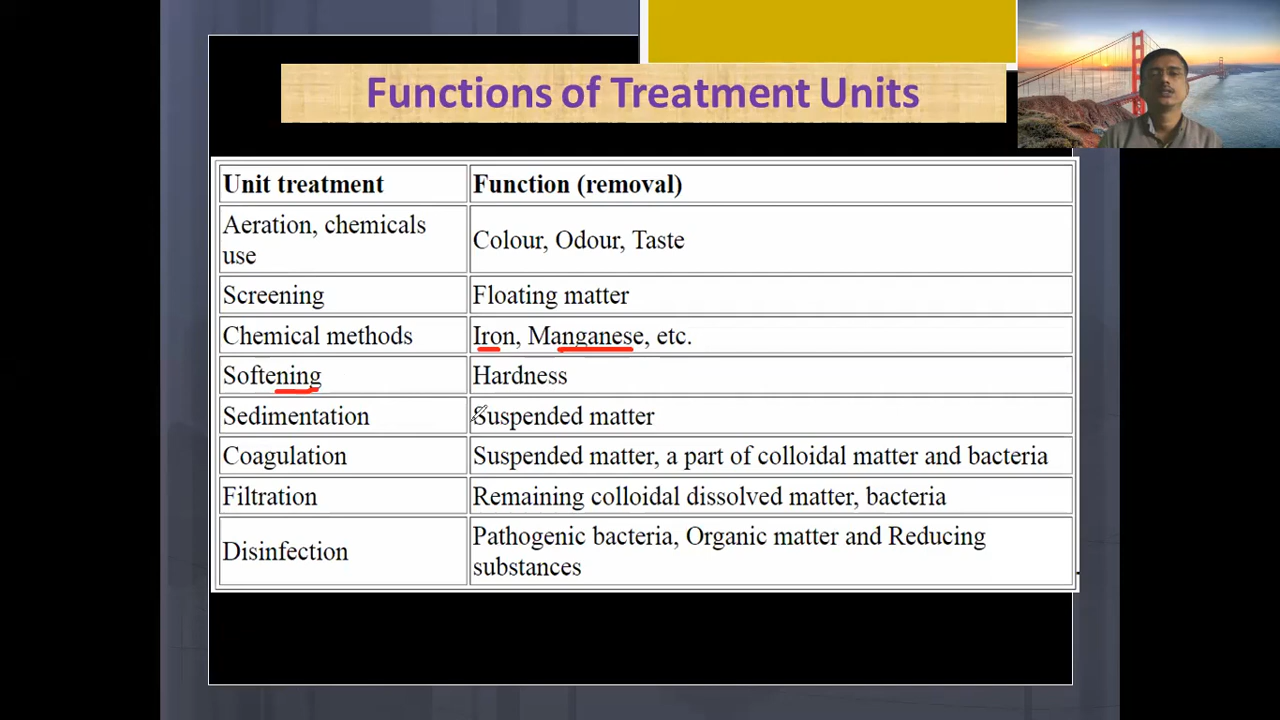 Functions of Treatment Units
Unit treatment
Function (removal)
Aeration, chemicals
use
Colour, Odour, Taste
Screening
Floating matter
Chemical methods
Iron, Manganese, etc.
Softening
Hardness
Sedimentation
Suspended matter
Coagulation
Suspended matter, a part of colloidal matter and bacteria
Filtration
Remaining colloidal dissolved matter, bacteria
Disinfection
Pathogenic bacteria, Organic matter and Reducing
substances
.